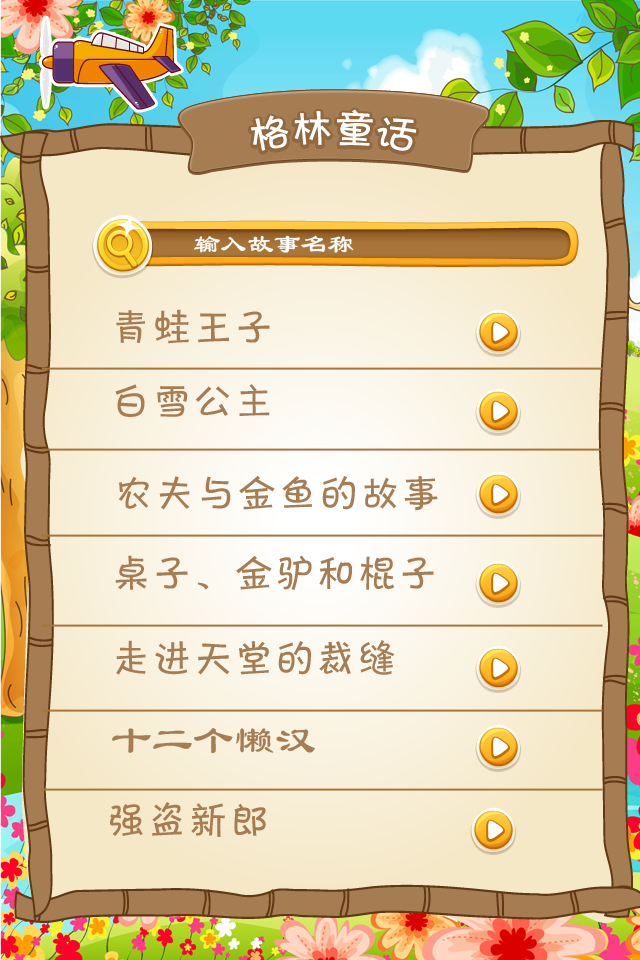 格林童话
输入故事名称
青蛙王子
白雪公主
农夫与金鱼的故事
桌子、金驴和棍子
走进天堂的裁缝
十二个懒汉
强盗新郎